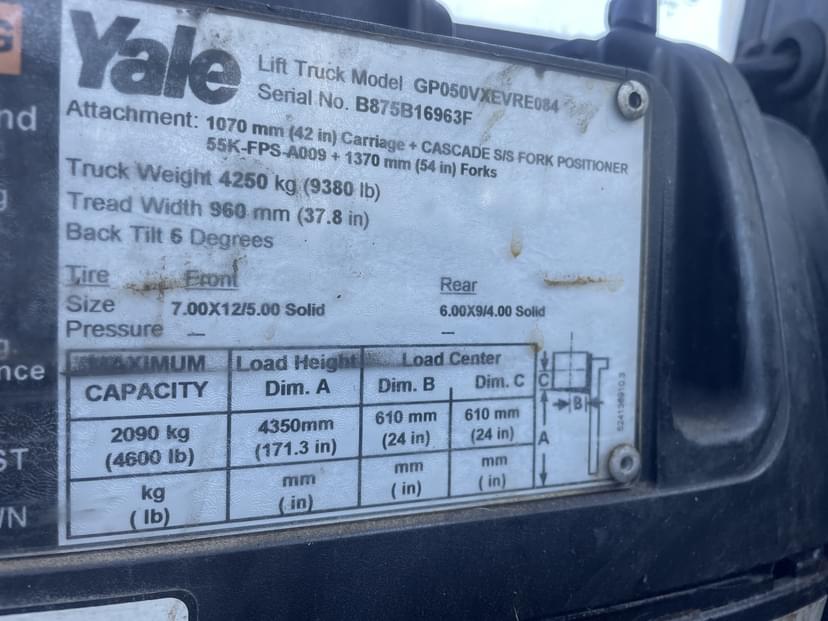 G
nd
g
g.
nce
ST
WN
Yale
Lift Truck Model GP050VXEVRE084
Serial No. B875B16963F
Attachment: 1070 mm (42 in) Carriage + CASCADE S/S FORK POSITIONER
55K-FPS-A009 + 1370 mm (54 in) Forks
Truck Weight 4250 kg (9380 lb)
Tread Width 960 mm (37.8 in)
Back Tilt 6 Degrees
Tire Front Rear
Size 7.00X12/5.00 Solid 6.00X9/4.00 Solid
Pressure — —
MAXIMUM CAPACITY Load Height Dim. A Load Center Dim. B Dim. C
2090 kg (4600 lb) 4350mm (171.3 in) 610 mm (24 in) 610 mm (24 in)
kg ( lb) mm ( in) mm ( in) mm ( in)
C
B
A